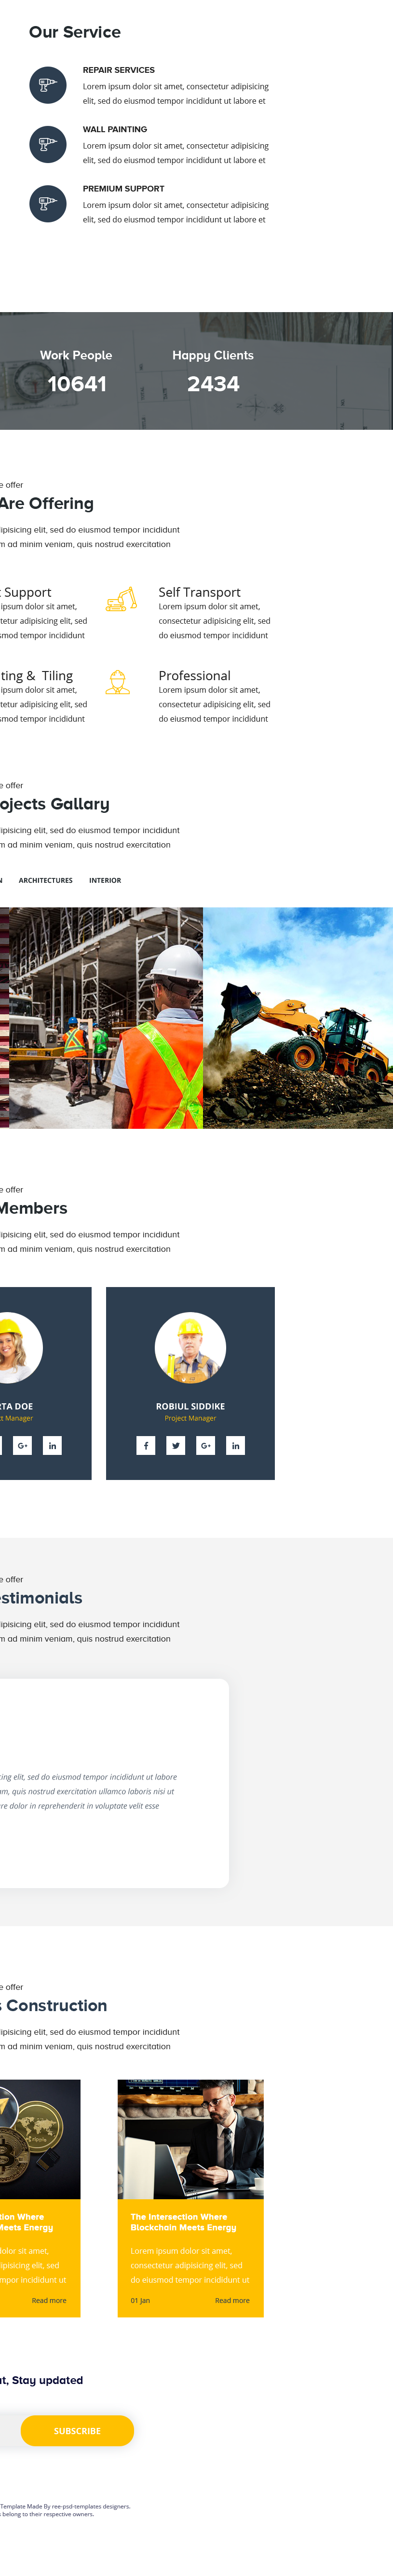 Our Service
REPAIR SERVICES
Lorem ipsum dolor sit amet, consectetur adipisicing
elit, sed do eiusmod tempor incididunt ut labore et
WALL PAINTING
Lorem ipsum dolor sit amet, consectetur adipisicing
elit, sed do eiusmod tempor incididunt ut labore et
PREMIUM SUPPORT
Lorem ipsum dolor sit amet, consectetur adipisicing
elit, sed do eiusmod tempor incididunt ut labore et
Work People
10641
Happy Clients
2434
e offer
Are Offering
ipisicing elit, sed do eiusmod tempor incididunt
m ad minim veniam, quis nostrud exercitation
Support
ipsum dolor sit amet,
tetur adipisicing elit, sed
smod tempor incididunt
Self Transport
Lorem ipsum dolor sit amet,
consectetur adipisicing elit, sed
do eiusmod tempor incididunt
ting & Tiling
ipsum dolor sit amet,
tetur adipisicing elit, sed
smod tempor incididunt
Professional
Lorem ipsum dolor sit amet,
consectetur adipisicing elit, sed
do eiusmod tempor incididunt
e offer
ojects Gallary
ipisicing elit, sed do eiusmod tempor incididunt
m ad minim veniam, quis nostrud exercitation
N ARCHITECTURES INTERIOR
e offer
Members
ipisicing elit, sed do eiusmod tempor incididunt
m ad minim veniam, quis nostrud exercitation
RTA DOE
ct Manager
G+ in
ROBIUL SIDDIKE
Project Manager
f G+ in
e offer
estimonials
ipisicing elit, sed do eiusmod tempor incididunt
m ad minim veniam, quis nostrud exercitation
cing elit, sed do eiusmod tempor incididunt ut labore
am, quis nostrud exercitation ullamco laboris nisi ut
re dolor in reprehenderit in voluptate velit esse
e offer
s Construction
ipisicing elit, sed do eiusmod tempor incididunt
m ad minim veniam, quis nostrud exercitation
tion Where
Meets Energy
dolor sit amet,
ipisicing elit, sed
mpor incididunt ut
Read more
The Intersection Where
Blockchain Meets Energy
Lorem ipsum dolor sit amet,
consectetur adipisicing elit, sed
do eiusmod tempor incididunt ut
01 Jan Read more
ut, Stay updated
SUBSCRIBE
Template Made By ree-psd-templates designers.
s belong to their respective owners.